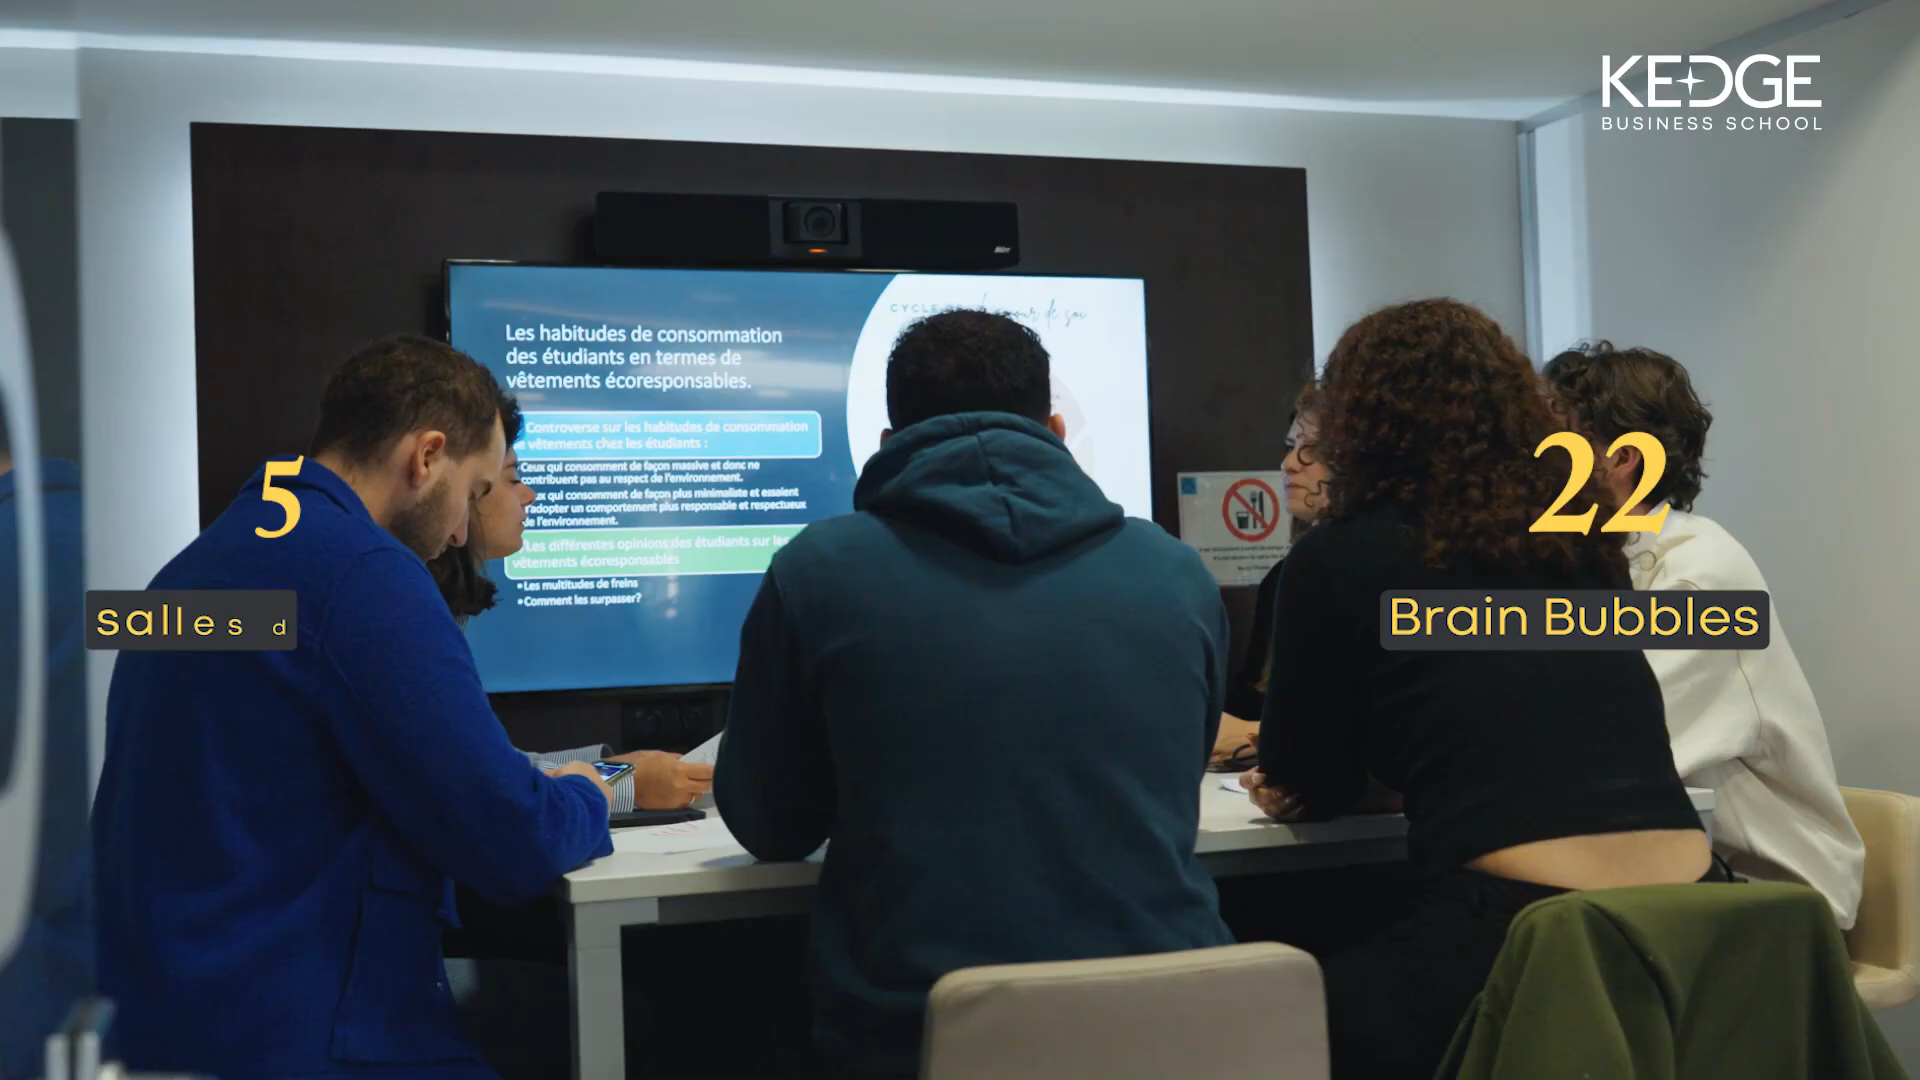 KEDGE
BUSINESS SCHOOL
CYCLE
Les habitudes de consommation
des étudiants en termes de
vêtements écoresponsables.
Controverse sur les habitudes de consommation
vêtements chez les étudiants :
Ceux qui consomment de façon massive et donc ne
contribuent pas au respect de l'environnement.
ux qui consomment de façon plus minimaliste et essaient
adopter un comportement plus responsable et respectueux
de l'environnement.
Les différentes opinions des étudiants sur les
vêtements écoresponsables
•Les multitudes de freins
•Comment les surpasser?
5
salles d
22
Brain Bubbles